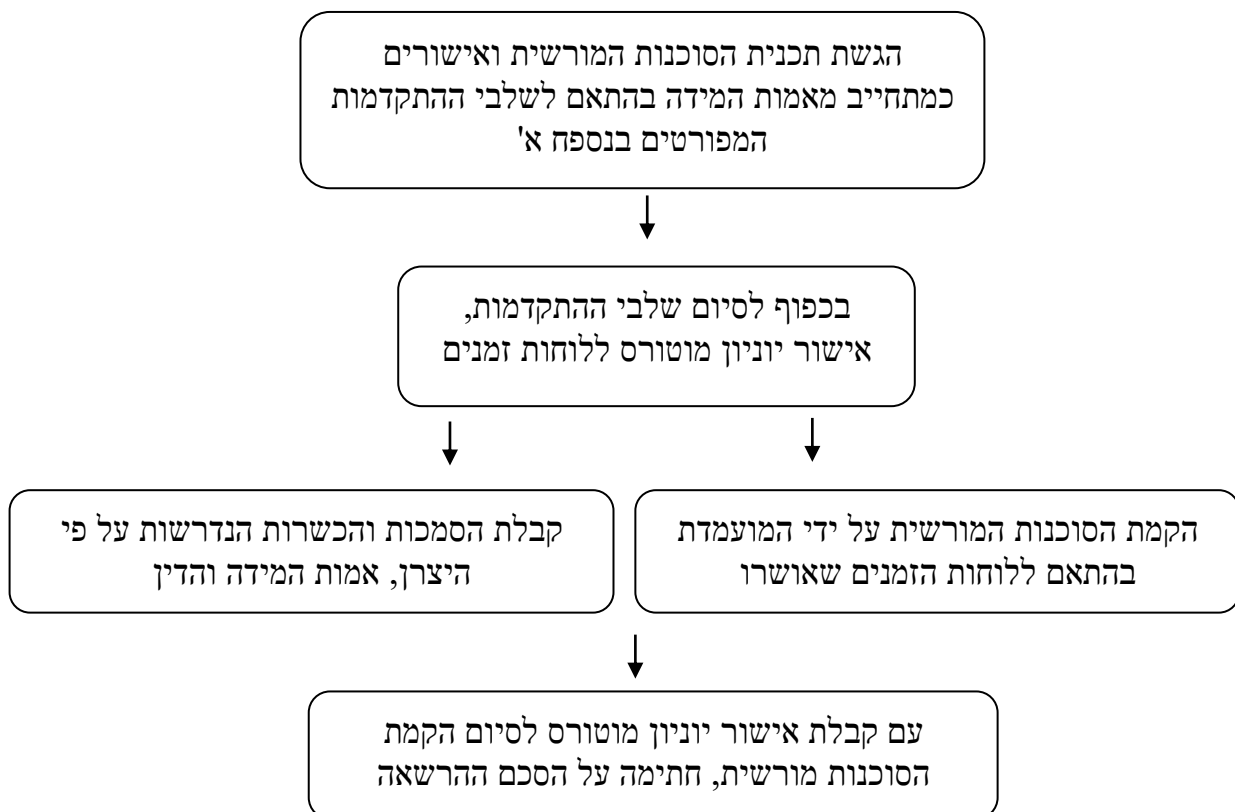 הגשת תכנית הסוכנות המורשית ואישורים
כמתחייב מאמות המידה בהתאם לשלבי ההתקדמות
המפורטים בנספח א'
בכפוף לסיום שלבי ההתקדמות,
אישור יוניון מוטורס ללוחות זמנים
הקמת הסוכנות המורשית על ידי המועמדת
בהתאם ללוחות הזמנים שאושרו
קבלת הסמכות והכשרות הנדרשות על פי
היצרן, אמות המידה והדין
עם קבלת אישור יוניון מוטורס לסיום הקמת
הסוכנות מורשית, חתימה על הסכם ההרשאה